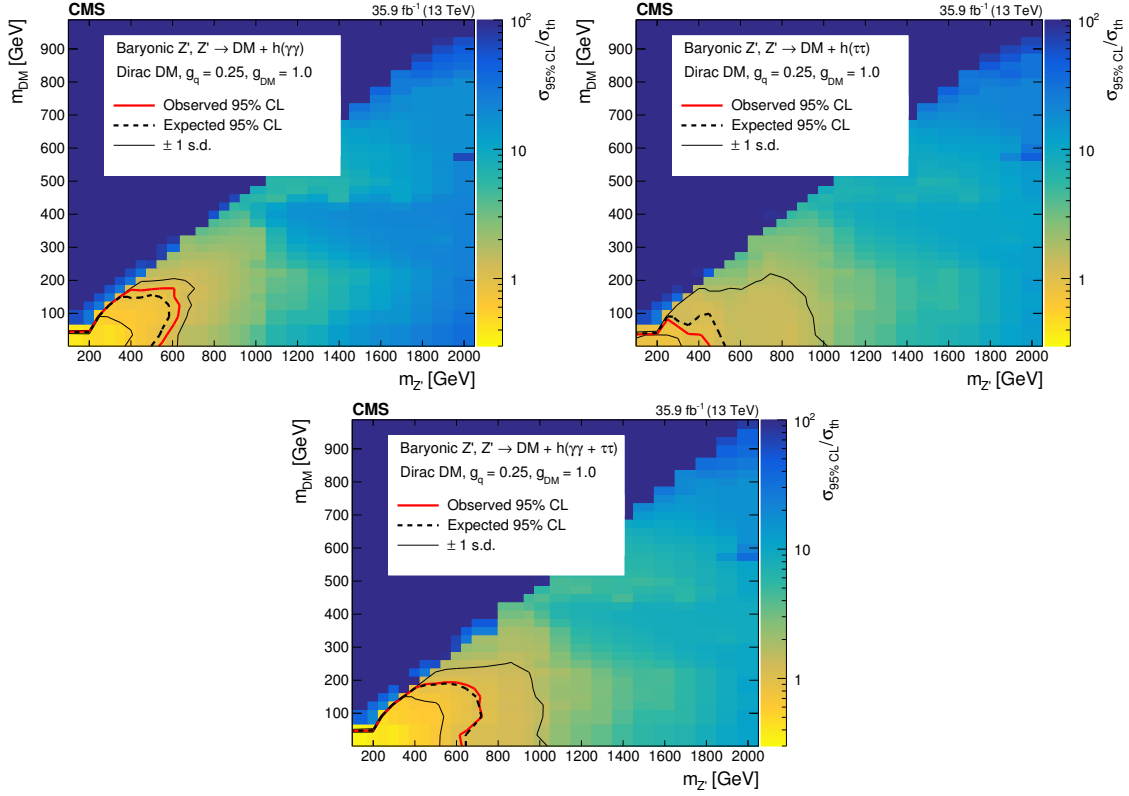 CMS 35.9 fb⁻¹ (13 TeV)
Baryonic Z', Z' → DM + h(γγ)
Dirac DM, g_q = 0.25, g_DM = 1.0
Observed 95% CL
Expected 95% CL
± 1 s.d.
m_DM [GeV]
900
800
700
600
500
400
300
200
100
200 400 600 800 1000 1200 1400 1600 1800 2000
m_Z' [GeV]
10²
10
1
σ_95% CL/σ_th
CMS 35.9 fb⁻¹ (13 TeV)
Baryonic Z', Z' → DM + h(ττ)
Dirac DM, g_q = 0.25, g_DM = 1.0
Observed 95% CL
Expected 95% CL
± 1 s.d.
m_DM [GeV]
900
800
700
600
500
400
300
200
100
200 400 600 800 1000 1200 1400 1600 1800 2000
m_Z' [GeV]
10²
10
1
σ_95% CL/σ_th
CMS 35.9 fb⁻¹ (13 TeV)
Baryonic Z', Z' → DM + h(γγ + ττ)
Dirac DM, g_q = 0.25, g_DM = 1.0
Observed 95% CL
Expected 95% CL
± 1 s.d.
m_DM [GeV]
900
800
700
600
500
400
300
200
100
200 400 600 800 1000 1200 1400 1600 1800 2000
m_Z' [GeV]
10²
10
1
σ_95% CL/σ_th